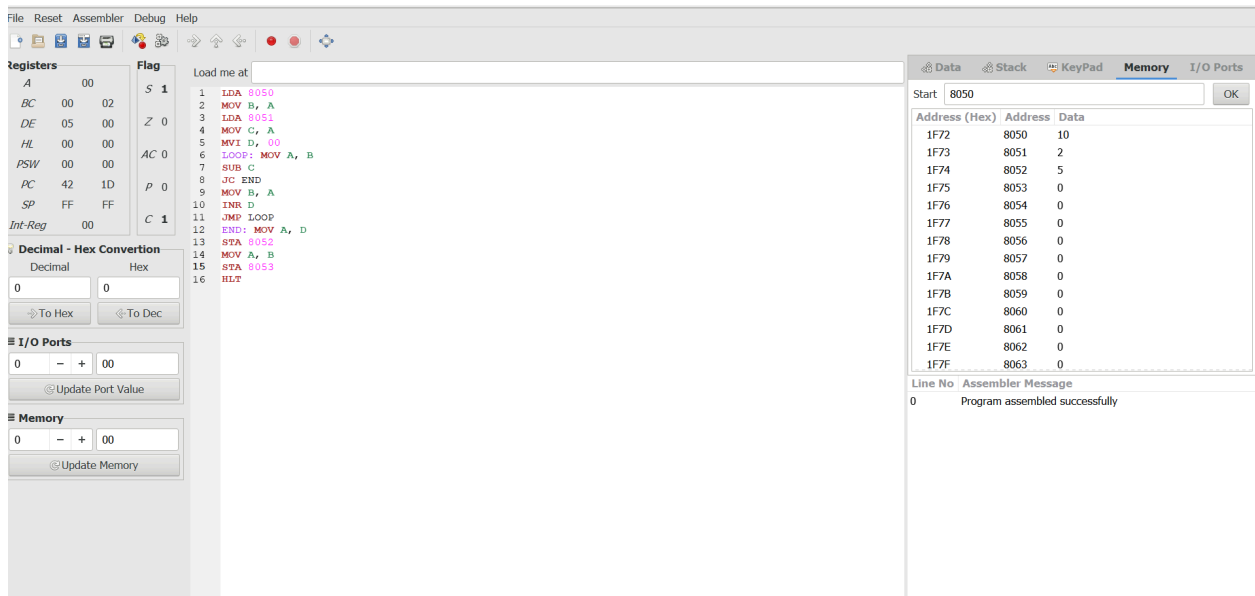 File Reset Assembler Debug Help
Registers
A 00
BC 00 02
DE 05 00
HL 00 00
PSW 00 00
PC 42 1D
SP FF FF
Int-Reg 00
Flag
S 1
Z 0
AC 0
P 0
C 1
Decimal - Hex Convertion
Decimal Hex
0 0
To Hex To Dec
I/O Ports
0 - + 00
Update Port Value
Memory
0 - + 00
Update Memory
Load me at
1 LDA 8050
2 MOV B, A
3 LDA 8051
4 MOV C, A
5 MVI D, 00
6 LOOP: MOV A, B
7 SUB C
8 JC END
9 MOV B, A
10 INR D
11 JMP LOOP
12 END: MOV A, D
13 STA 8052
14 MOV A, B
15 STA 8053
16 HLT
Data Stack KeyPad Memory I/O Ports
Start 8050 OK
Address (Hex) Address Data
1F72 8050 10
1F73 8051 2
1F74 8052 5
1F75 8053 0
1F76 8054 0
1F77 8055 0
1F78 8056 0
1F79 8057 0
1F7A 8058 0
1F7B 8059 0
1F7C 8060 0
1F7D 8061 0
1F7E 8062 0
1F7F 8063 0
Line No Assembler Message
0 Program assembled successfully